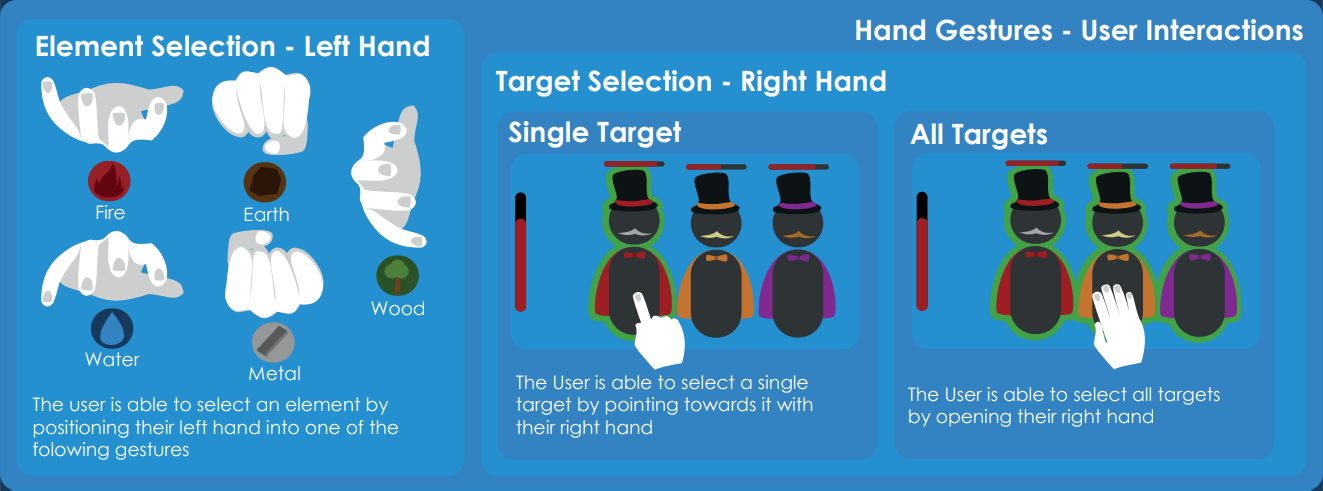 Hand Gestures - User Interactions
Element Selection - Left Hand
Fire
Earth
Water
Metal
Wood
The user is able to select an element by
positioning their left hand into one of the
folowing gestures
Target Selection - Right Hand
Single Target
The User is able to select a single
target by pointing towards it with
their right hand
All Targets
The User is able to select all targets
by opening their right hand